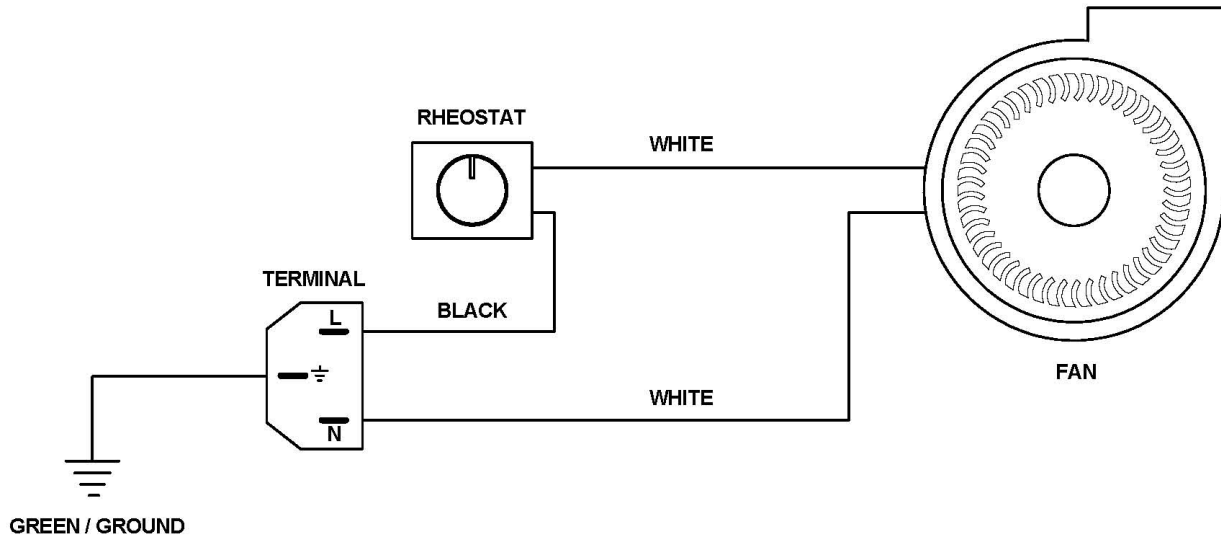 RHEOSTAT
WHITE
TERMINAL
L
BLACK
FAN
WHITE
N
GREEN / GROUND